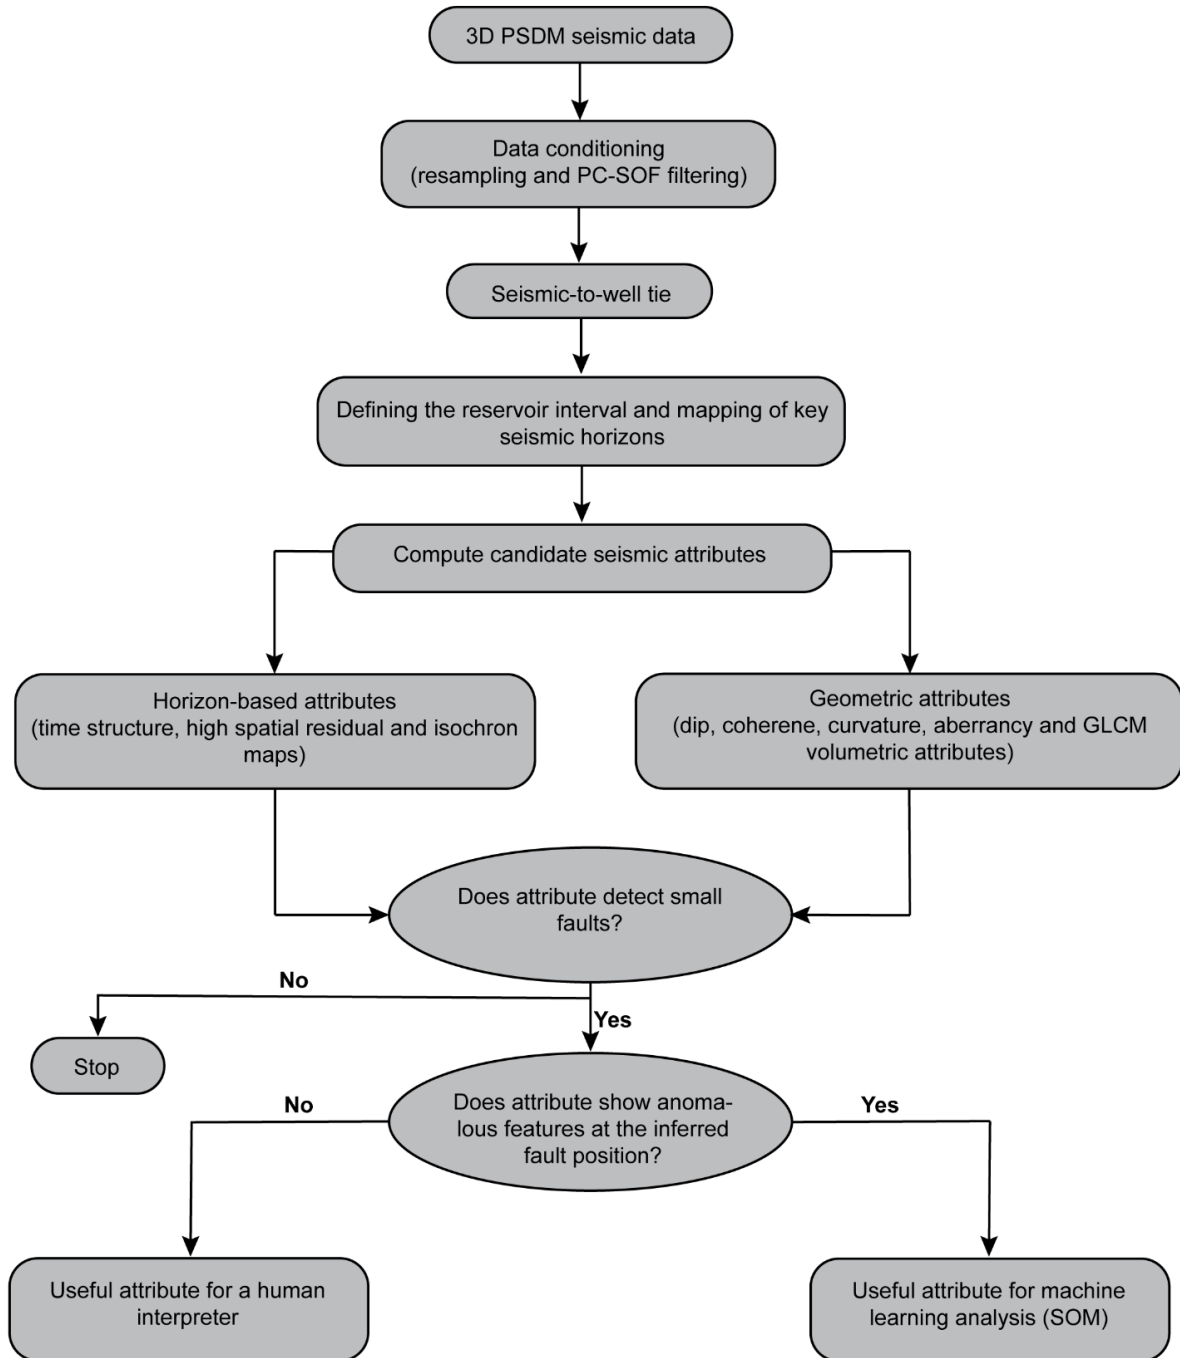 3D PSDM seismic data
Data conditioning
(resampling and PC-SOF filtering)
Seismic-to-well tie
Defining the reservoir interval and mapping of key
seismic horizons
Compute candidate seismic attributes
Horizon-based attributes
(time structure, high spatial residual and isochron
maps)
Geometric attributes
(dip, coherene, curvature, aberrancy and GLCM
volumetric attributes)
Does attribute detect small
faults?
No
Yes
Stop
Does attribute show anoma-
lous features at the inferred
fault position?
No
Yes
Useful attribute for a human
interpreter
Useful attribute for machine
learning analysis (SOM)